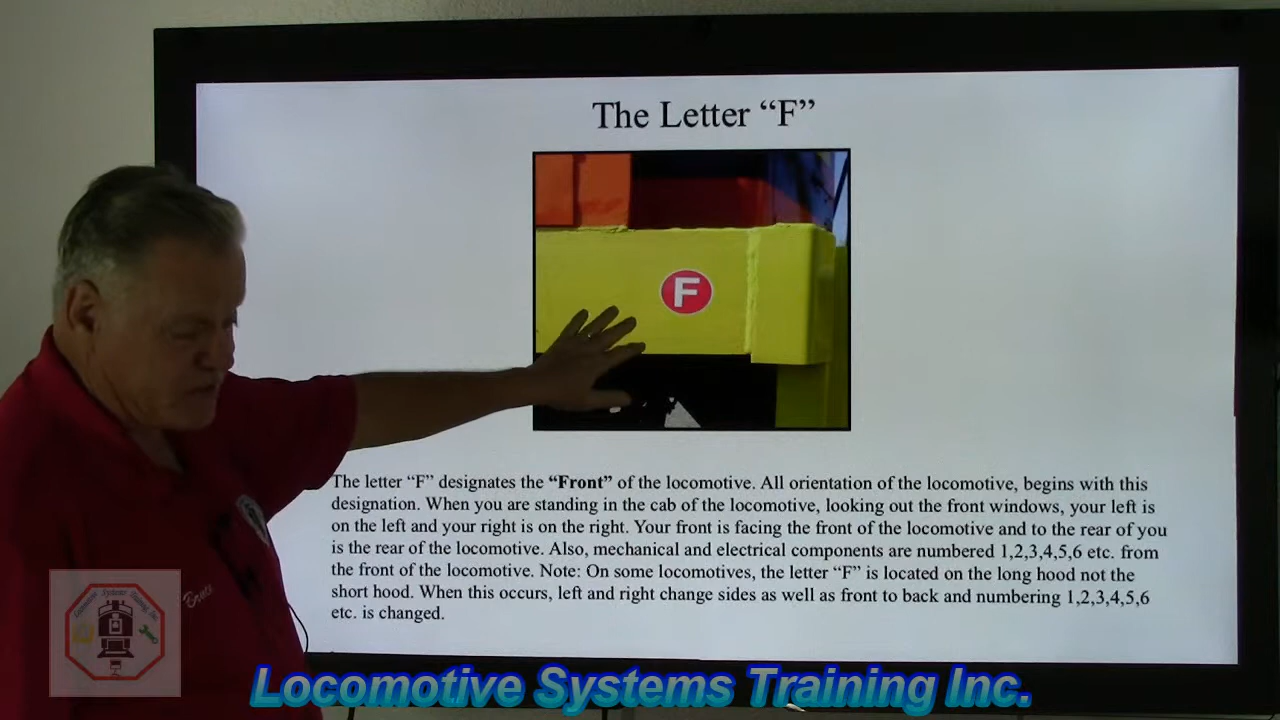 The Letter “F”
F
The letter “F” designates the “Front” of the locomotive. All orientation of the locomotive, begins with this
designation. When you are standing in the cab of the locomotive, looking out the front windows, your left is
on the left and your right is on the right. Your front is facing the front of the locomotive and to the rear of you
is the rear of the locomotive. Also, mechanical and electrical components are numbered 1,2,3,4,5,6 etc. from
the front of the locomotive. Note: On some locomotives, the letter “F” is located on the long hood not the
short hood. When this occurs, left and right change sides as well as front to back and numbering 1,2,3,4,5,6
etc. is changed.
Bruce
Locomotive Systems Training Inc.
Locomotive Systems Training Inc.